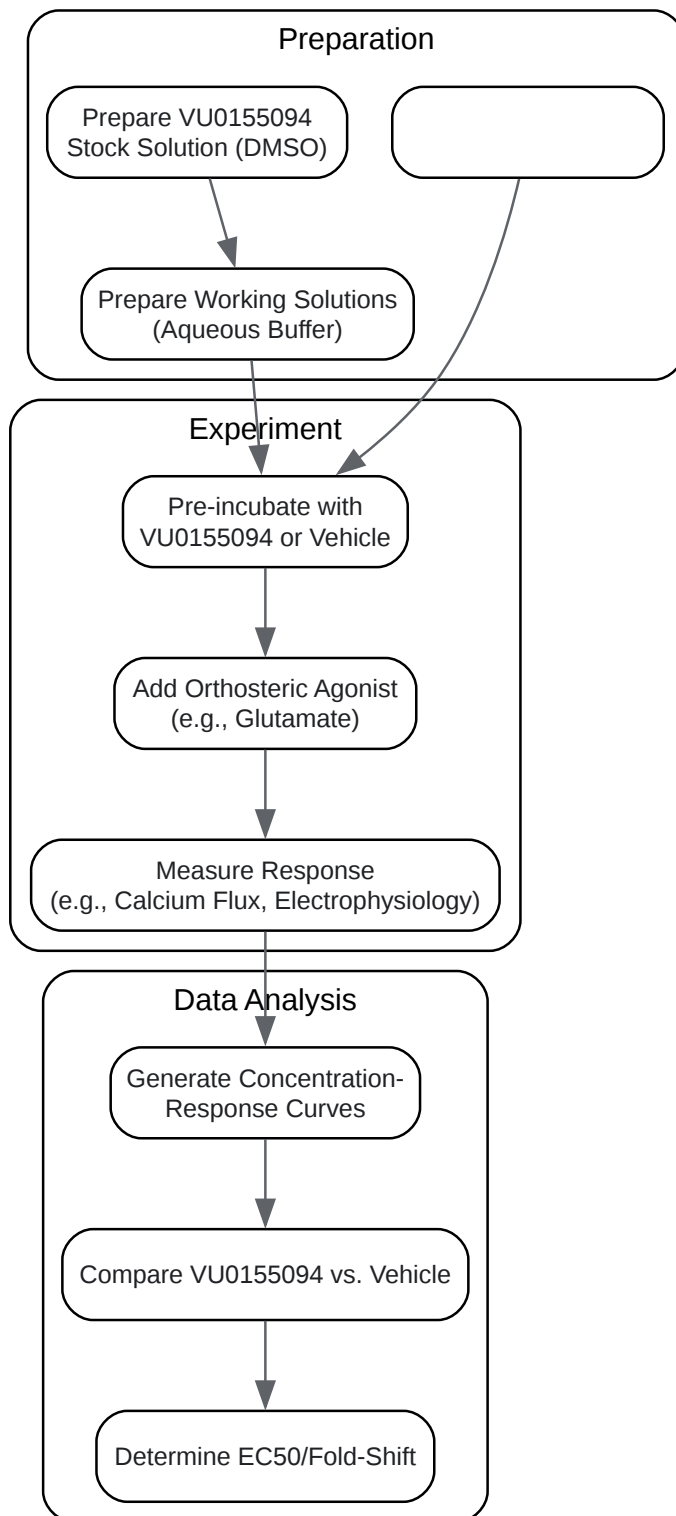 Preparation
Prepare VU0155094
Stock Solution (DMSO)
Prepare Working Solutions
(Aqueous Buffer)
Experiment
Pre-incubate with
VU0155094 or Vehicle
Add Orthosteric Agonist
(e.g., Glutamate)
Measure Response
(e.g., Calcium Flux, Electrophysiology)
Data Analysis
Generate Concentration-
Response Curves
Compare VU0155094 vs. Vehicle
Determine EC50/Fold-Shift